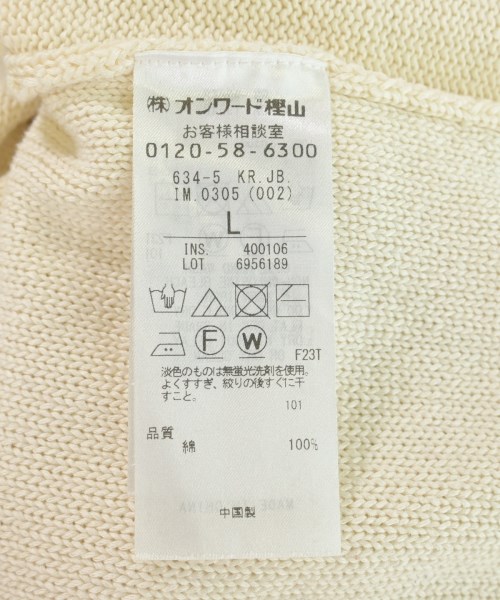 (株)オンワード樫山
お客様相談室
0120-58-6300
634-5 KR.JB.
IM.0305 (002)
L
INS. 400106
LOT 6956189
F W F23T
淡色のものは無蛍光洗剤を使用。
よくすすぎ、絞りの後すぐに干
すこと。
101
品質
綿 100%
中国製